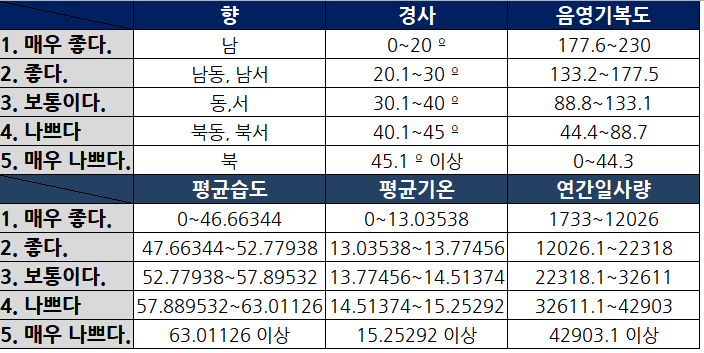 향 경사 음영기복도
1. 매우 좋다. 남 0~20 º 177.6~230
2. 좋다. 남동, 남서 20.1~30 º 133.2~177.5
3. 보통이다. 동,서 30.1~40 º 88.8~133.1
4. 나쁘다 북동, 북서 40.1~45 º 44.4~88.7
5. 매우 나쁘다. 북 45.1 º 이상 0~44.3
평균습도 평균기온 연간일사량
1. 매우 좋다. 0~46.66344 0~13.03538 1733~12026
2. 좋다. 47.66344~52.77938 13.03538~13.77456 12026.1~22318
3. 보통이다. 52.77938~57.89532 13.77456~14.51374 22318.1~32611
4. 나쁘다 57.889532~63.01126 14.51374~15.25292 32611.1~42903
5. 매우 나쁘다. 63.01126 이상 15.25292 이상 42903.1 이상